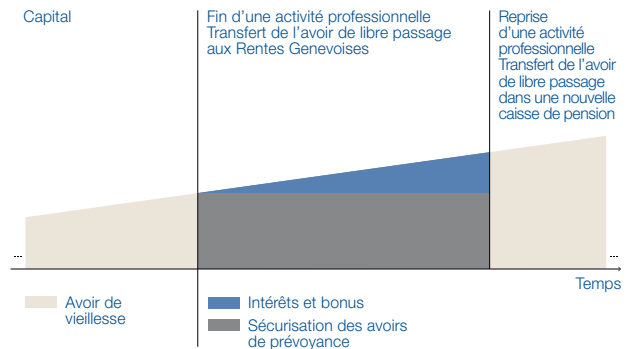 Capital
Fin d’une activité professionnelle
Transfert de l’avoir de libre passage
aux Rentes Genevoises
Reprise
d’une activité
professionnelle
Transfert de l’avoir
de libre passage
dans une nouvelle
caisse de pension
...
...
Temps
Avoir de
vieillesse
Intérêts et bonus
Sécurisation des avoirs
de prévoyance